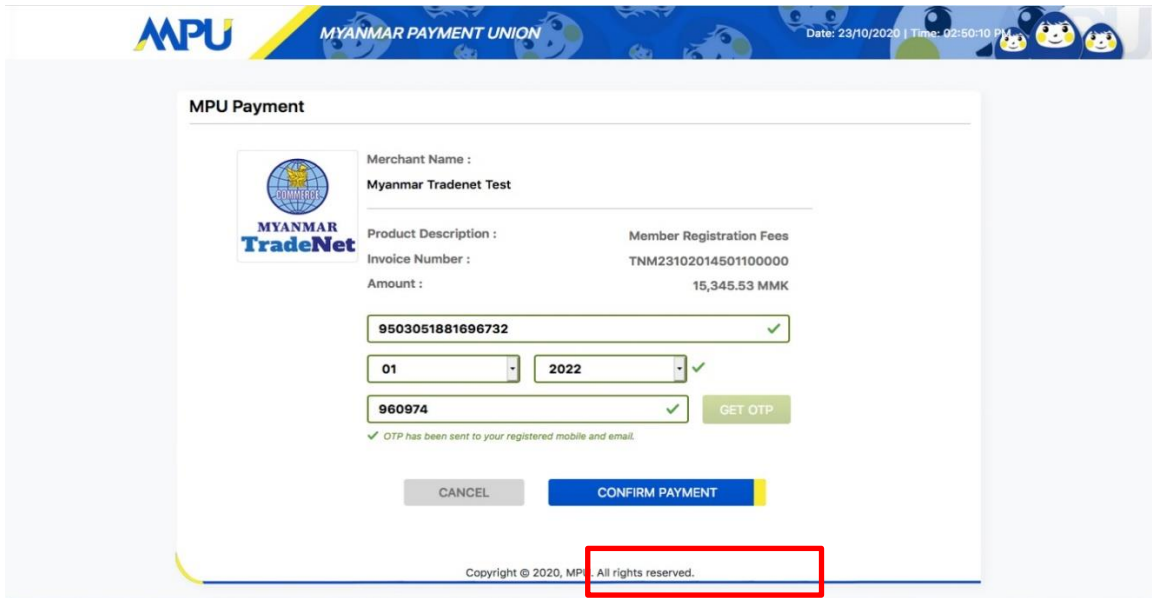 MPU
MYANMAR PAYMENT UNION
Date: 23/10/2020 | Time: 02:50:10 PM
MPU Payment
COMMERCE
MYANMAR
TradeNet
Merchant Name :
Myanmar Tradenet Test
Product Description : Member Registration Fees
Invoice Number : TNM23102014501100000
Amount : 15,345.53 MMK
9503051881696732
01 2022
960974 GET OTP
OTP has been sent to your registered mobile and email.
CANCEL CONFIRM PAYMENT
Copyright © 2020, MPU. All rights reserved.